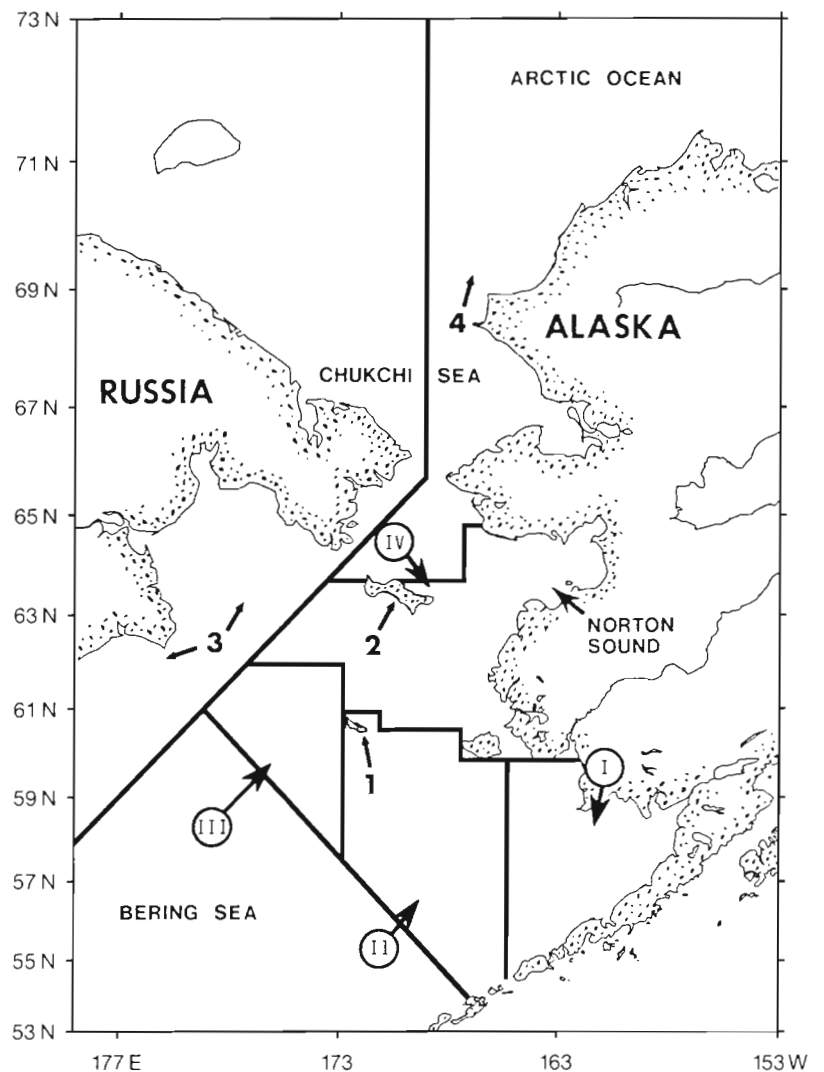 73 N
ARCTIC OCEAN
71 N
69 N
4
ALASKA
CHUKCHI SEA
RUSSIA
67 N
65 N
IV
63 N
3
2
NORTON
SOUND
61 N
1
I
59 N
III
57 N
BERING SEA
II
55 N
53 N
177 E
173
163
153 W